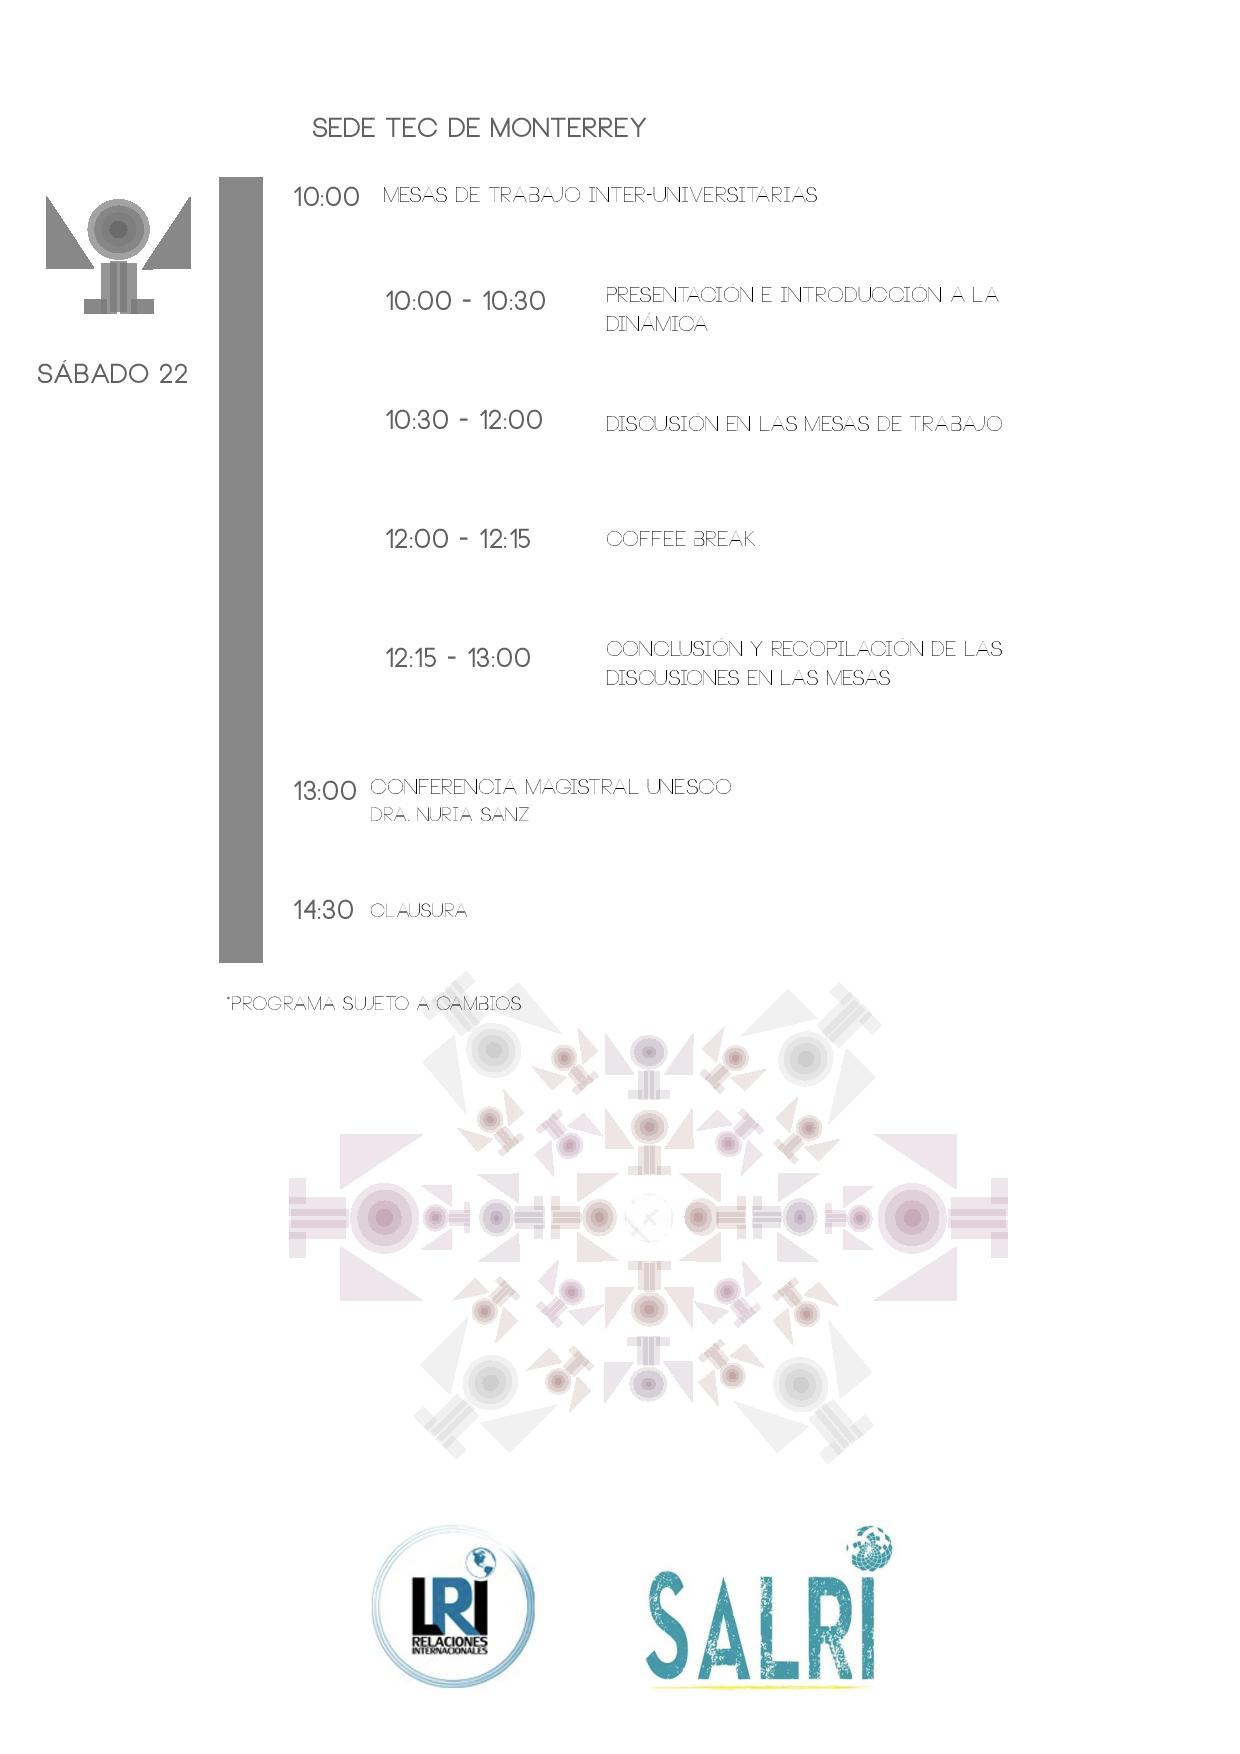 SEDE TEC DE MONTERREY
10:00 MESAS DE TRABAJO INTER-UNIVERSITARIAS
10:00 - 10:30 PRESENTACIÓN E INTRODUCCIÓN A LA
DINÁMICA
SÁBADO 22
10:30 - 12:00 DISCUSIÓN EN LAS MESAS DE TRABAJO
12:00 - 12:15 COFFEE BREAK
12:15 - 13:00 CONCLUSIÓN Y RECOPILACIÓN DE LAS
DISCUSIONES EN LAS MESAS
13:00 CONFERENCIA MAGISTRAL UNESCO
DRA. NURIA SANZ
14:30 CLAUSURA
*PROGRAMA SUJETO A CAMBIOS
LRI
RELACIONES
INTERNACIONALES
SALRI